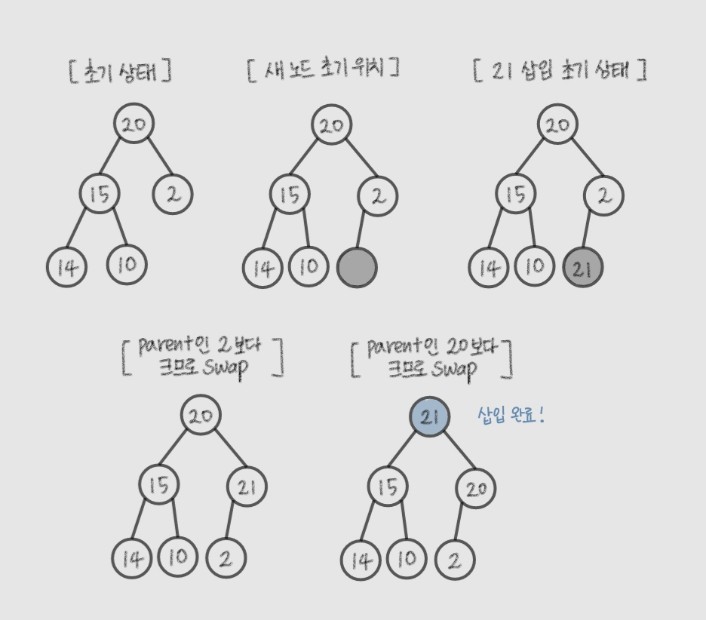 [ 초기 상태 ]
[ 새 노드 초기 위치 ]
[ 21 삽입 초기 상태 ]
20
20
20
15 2
15 2
15 2
14 10
14 10
14 10 21
[ parent인 2보다
크므로 swap ]
[ parent인 20보다
크므로 swap ]
20
21 삽입 완료!
15 21
15 20
14 10 2
14 10 2